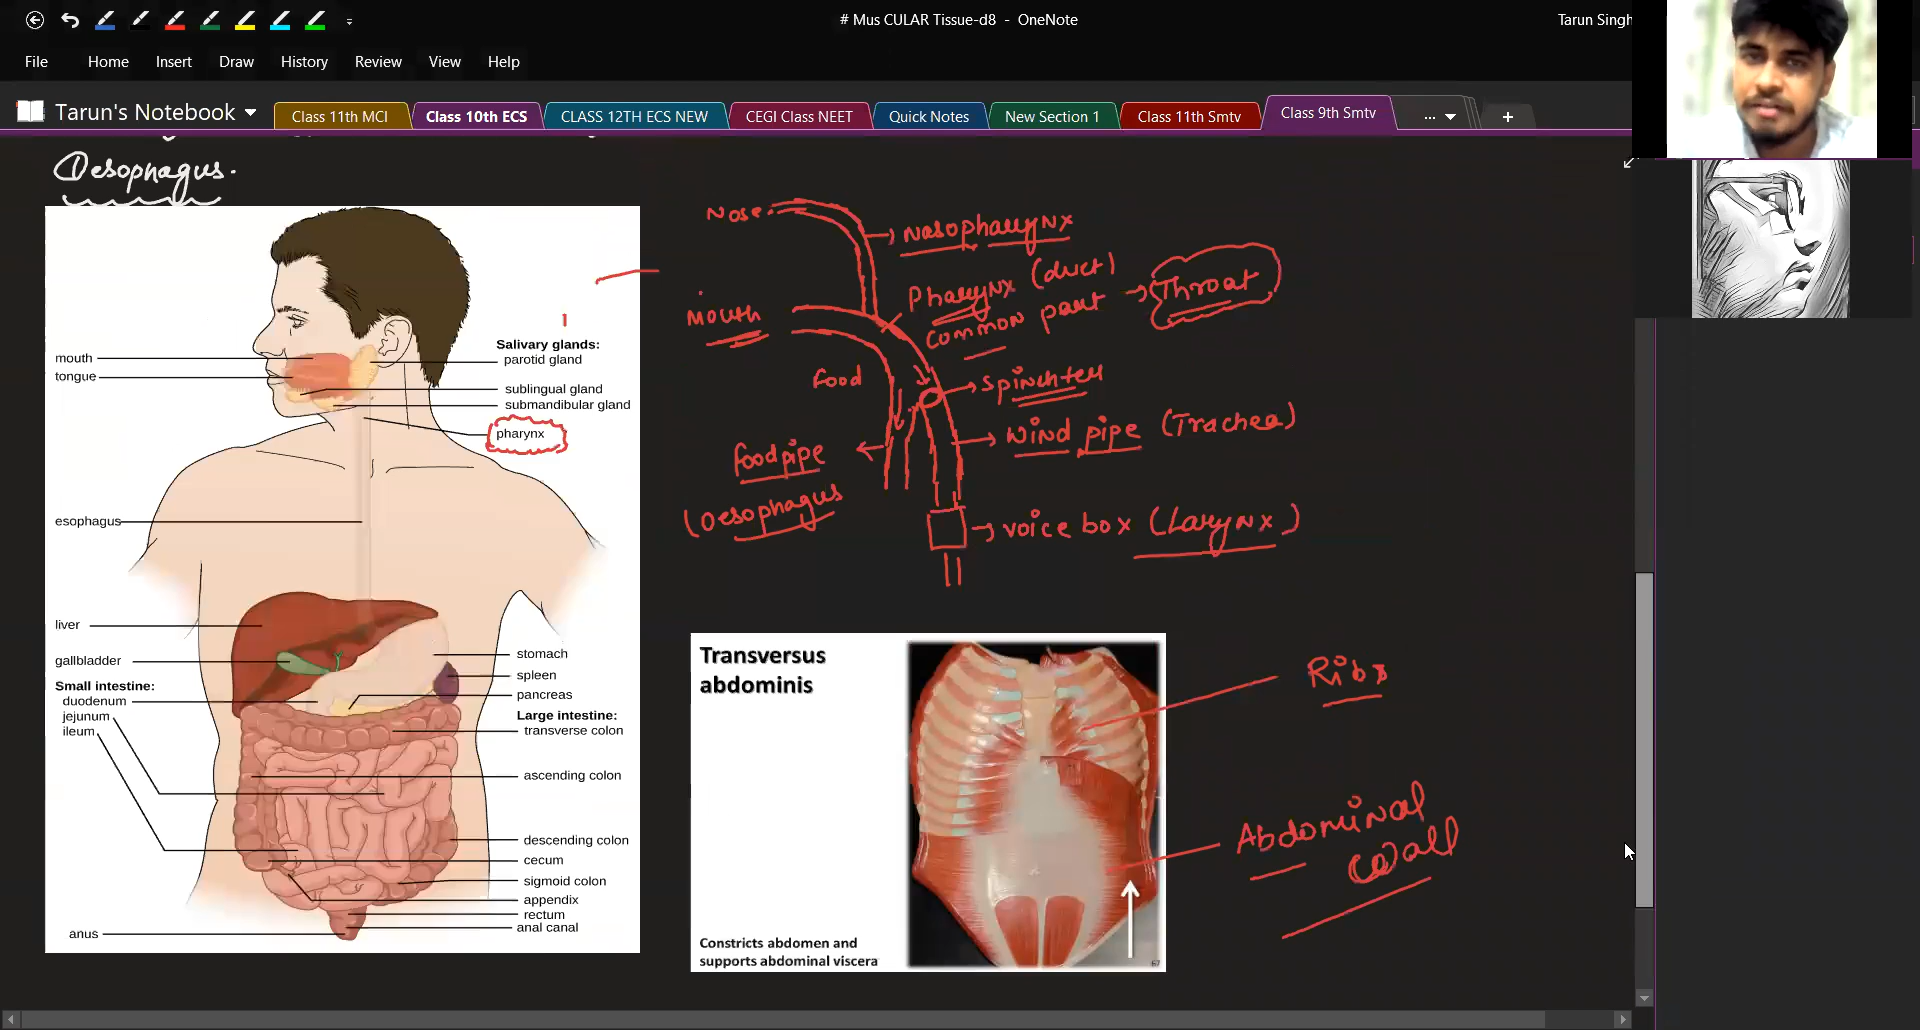 # Mus CULAR Tissue-d8 - OneNote
Tarun Singh
File Home Insert Draw History Review View Help
Tarun's Notebook
Class 11th MCI
Class 10th ECS
CLASS 12TH ECS NEW
CEGI Class NEET
Quick Notes
New Section 1
Class 11th Smtv
Class 9th Smtv
...
+
Oesophagus.
mouth
tongue
Salivary glands:
parotid gland
sublingual gland
submandibular gland
pharynx
esophagus
liver
gallbladder
Small intestine:
duodenum
jejunum
ileum
stomach
spleen
pancreas
Large intestine:
transverse colon
ascending colon
descending colon
cecum
sigmoid colon
appendix
rectum
anal canal
anus
Nose
Nasopharynx
Pharynx (duct)
common part
Throat
Mouth
food
Spinchter
Wind pipe (Trachea)
foodpipe
(Oesophagus
voice box (Larynx)
Transversus
abdominis
Constricts abdomen and
supports abdominal viscera
67
Ribs
Abdominal
Wall